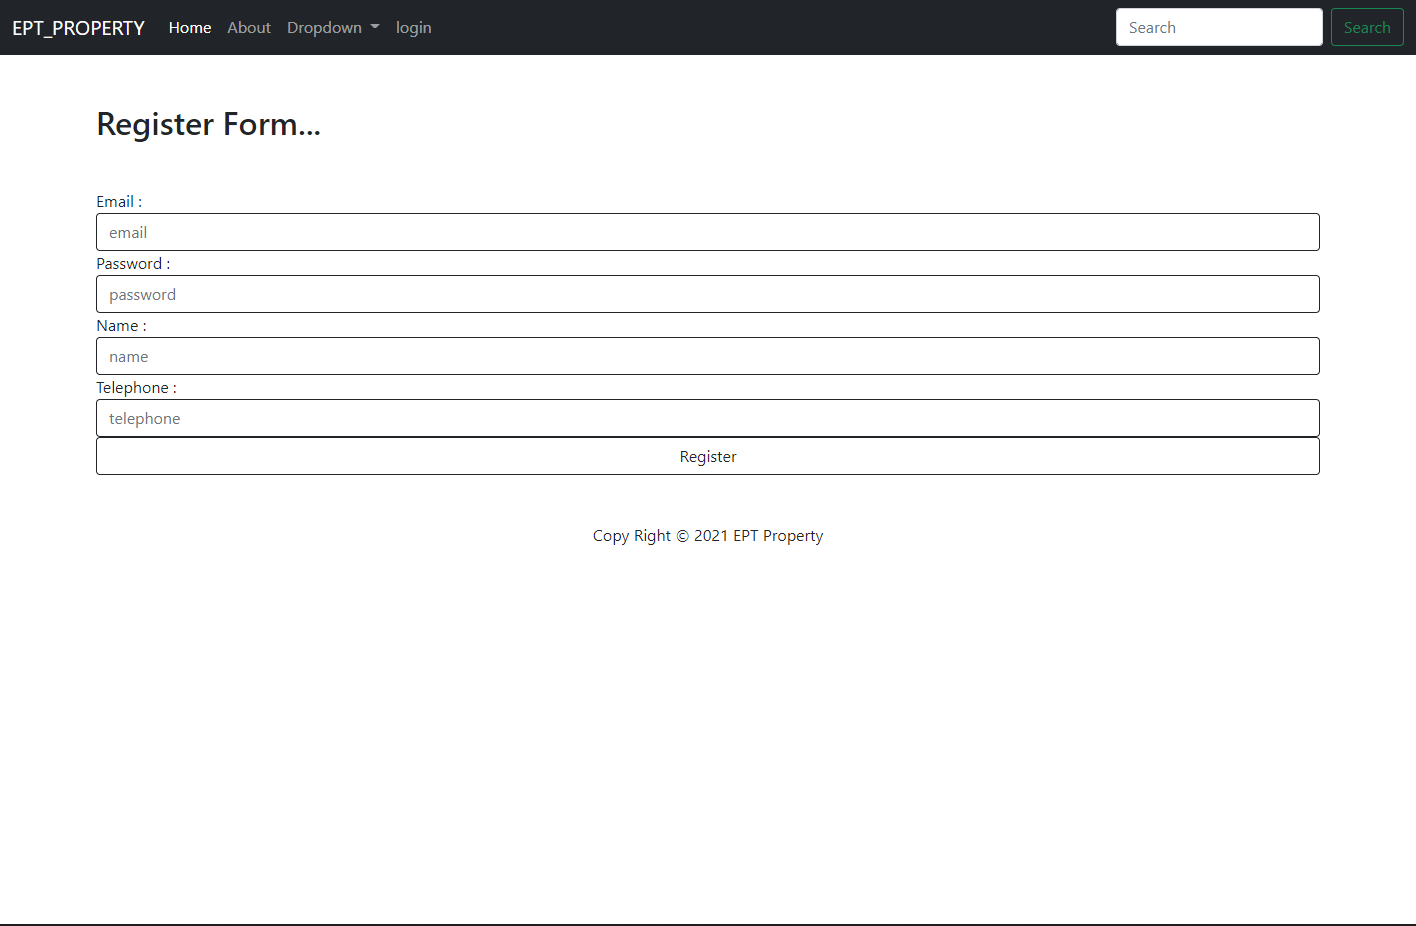 EPT_PROPERTY Home About Dropdown login Search Search
Register Form...
Email :
email
Password :
password
Name :
name
Telephone :
telephone
Register
Copy Right © 2021 EPT Property